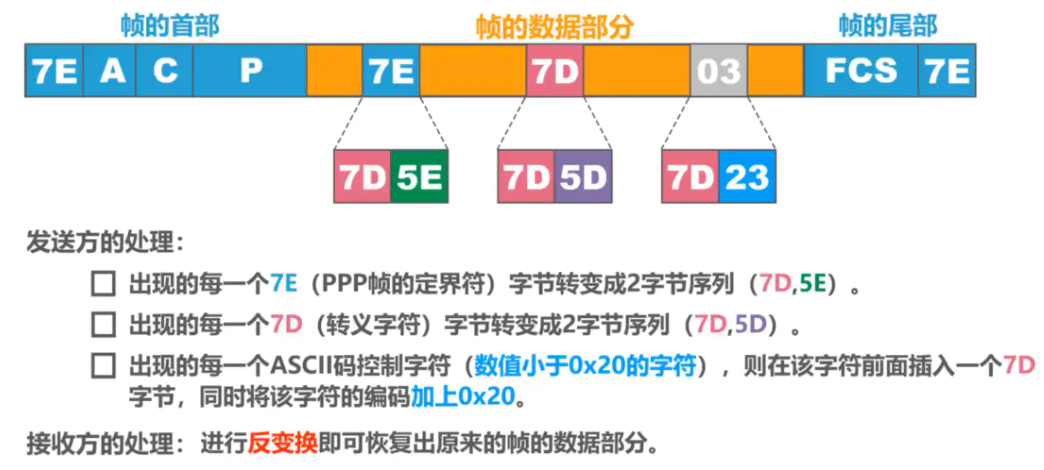 帧的首部 帧的数据部分 帧的尾部
7E A C P 7E 7D 03 FCS 7E
7D 5E 7D 5D 7D 23
发送方的处理：
出现的每一个7E（PPP帧的定界符）字节转变成2字节序列（7D,5E）。
出现的每一个7D（转义字符）字节转变成2字节序列（7D,5D）。
出现的每一个ASCII码控制字符（数值小于0x20的字符），则在该字符前面插入一个7D
字节，同时将该字符的编码加上0x20。
接收方的处理：进行反变换即可恢复出原来的帧的数据部分。